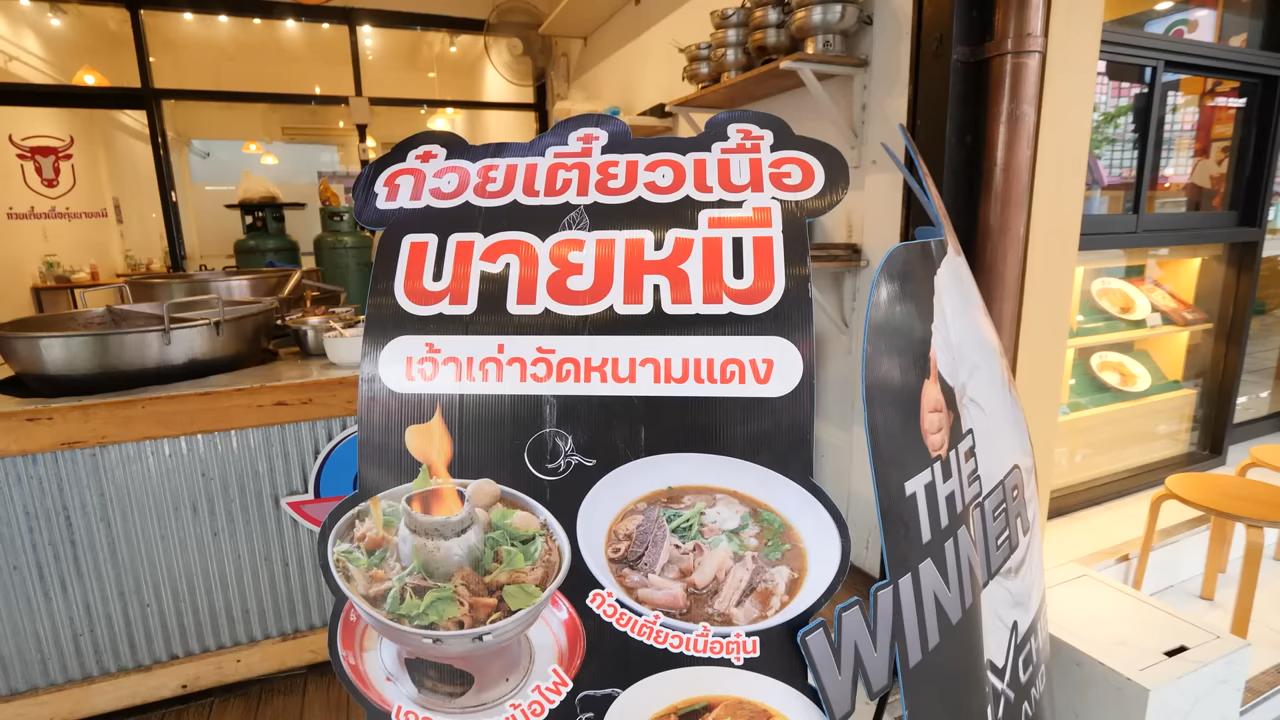 ก๋วยเตี๋ยวเนื้อ
นายหมี
เจ้าเก่าวัดหนามแดง
ก๋วยเตี๋ยวเนื้อตุ๋น
ก๋วยเตี๋ยวเนื้อตุ๋นนายหมี
THE
WINNER